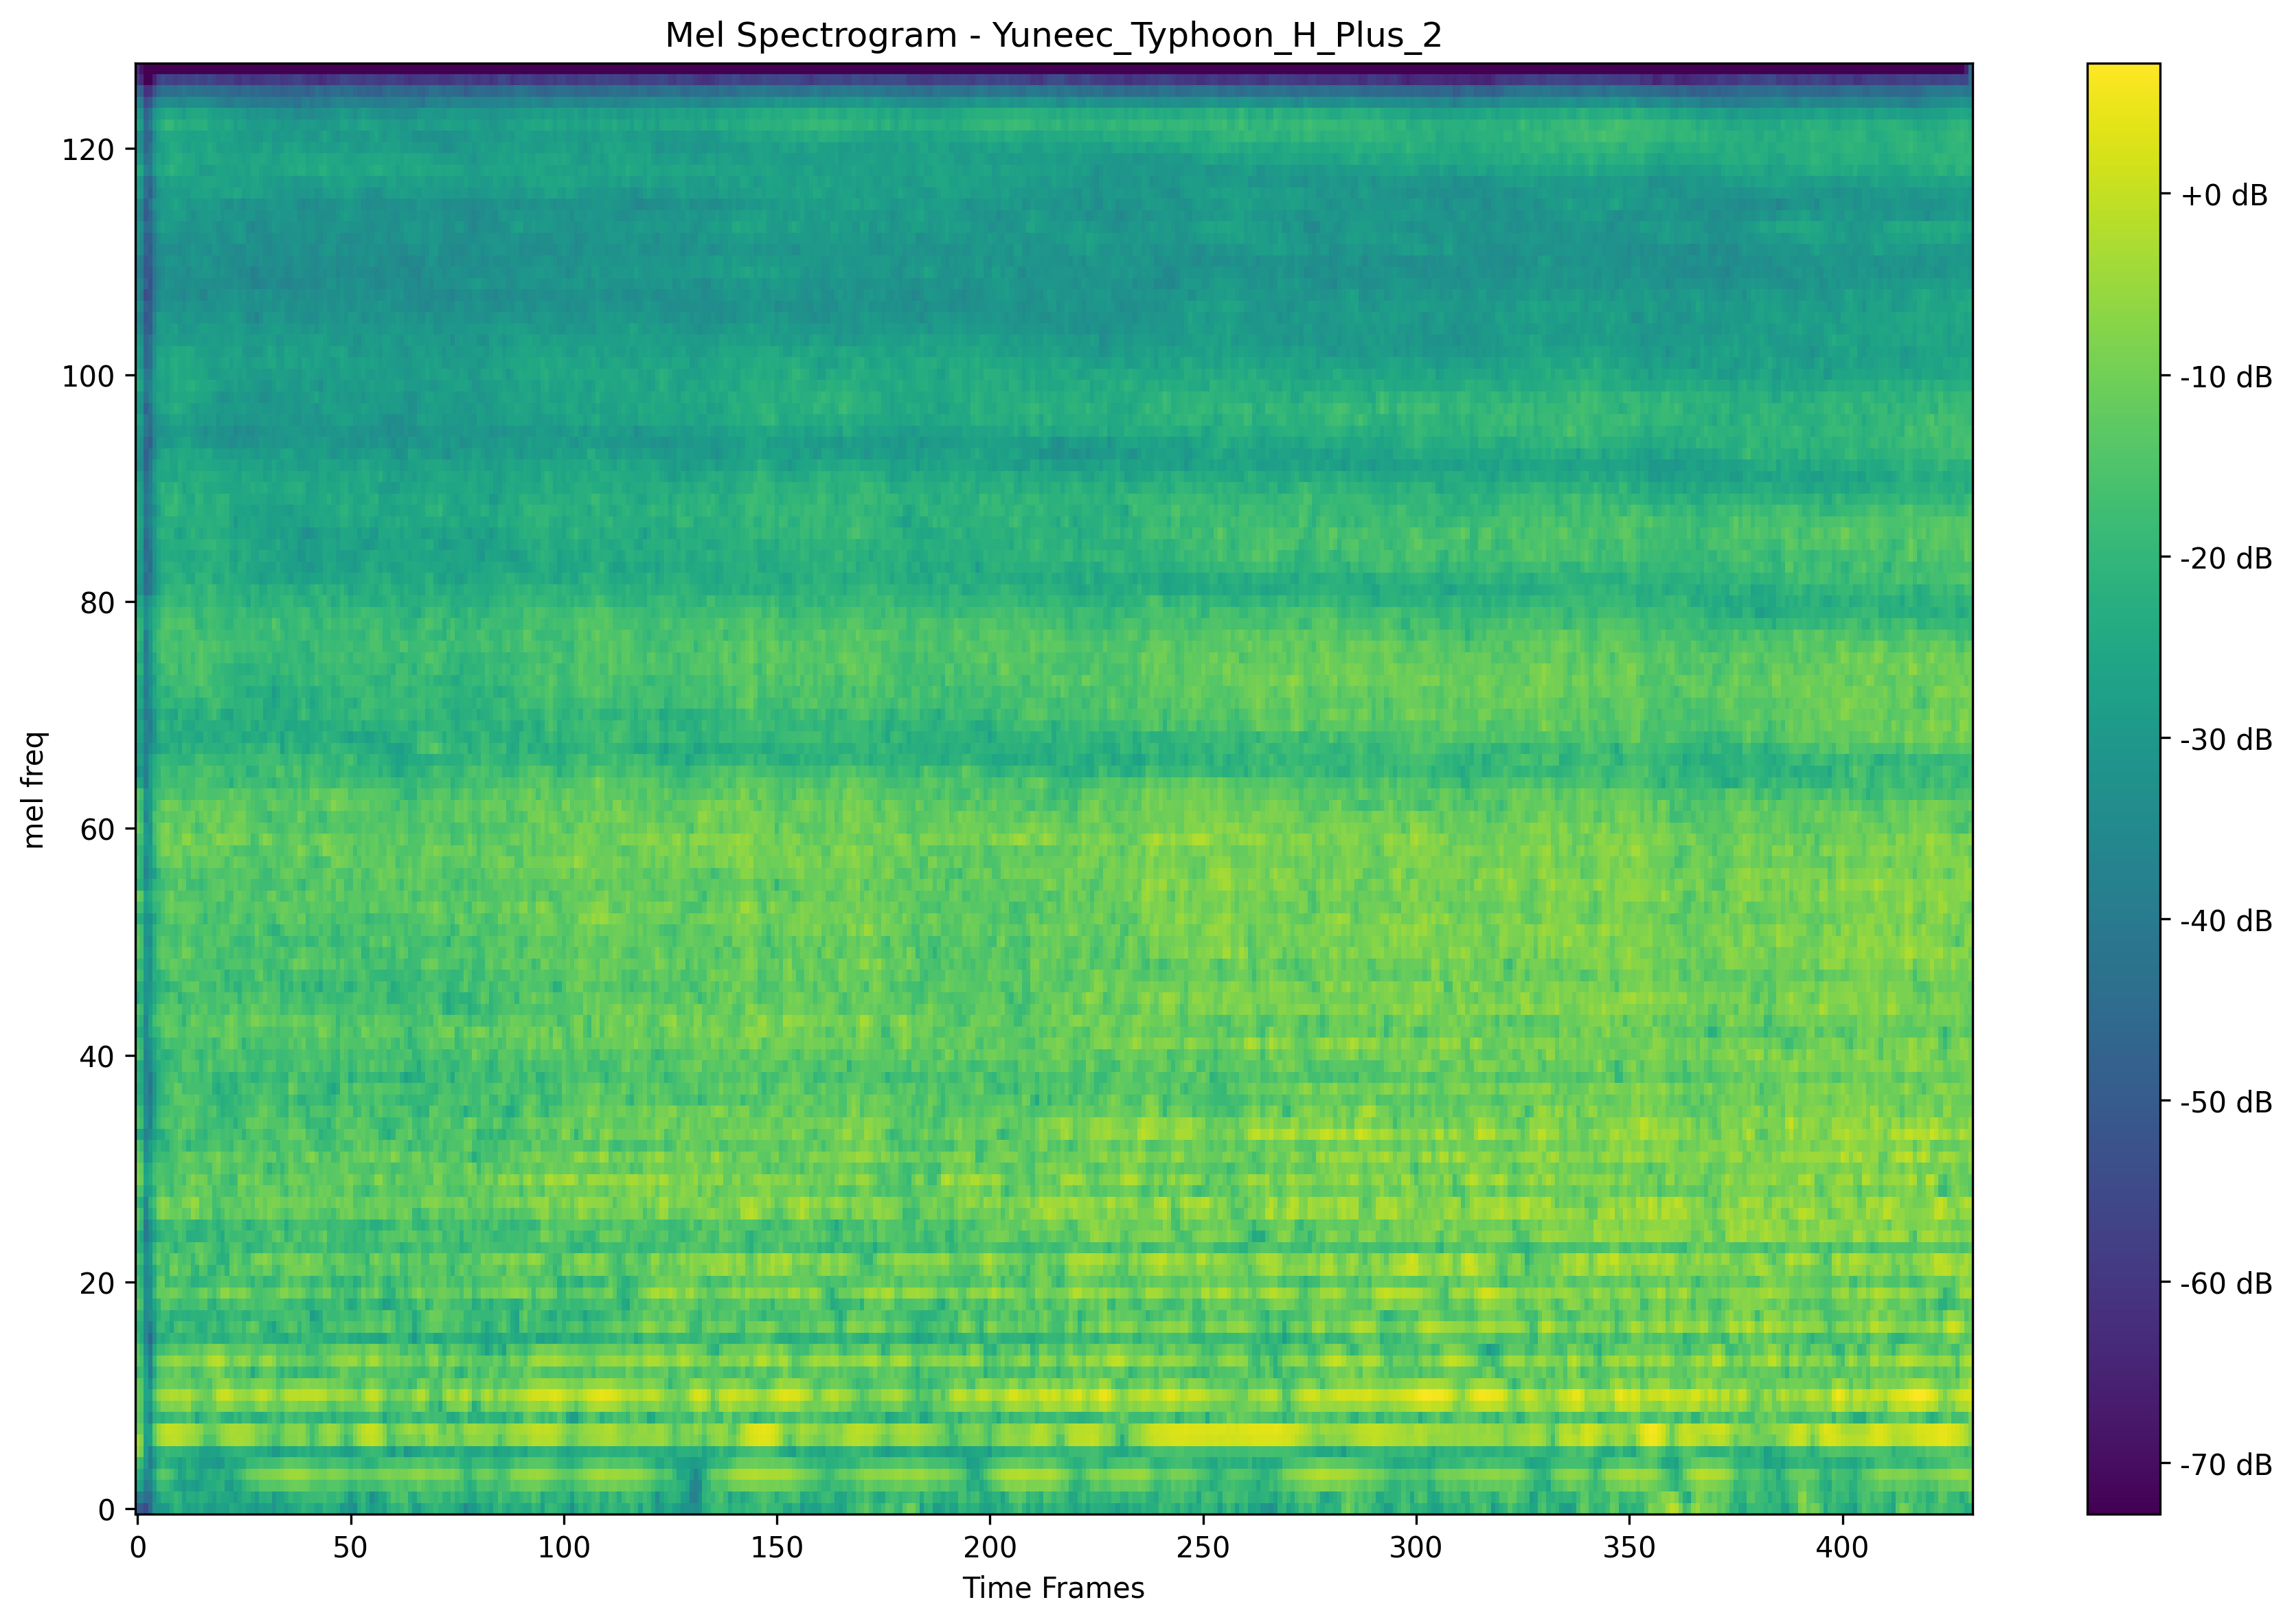 Mel Spectrogram - Yuneec_Typhoon_H_Plus_2
mel freq
120
100
80
60
40
20
0
0 50 100 150 200 250 300 350 400
Time Frames
+0 dB
-10 dB
-20 dB
-30 dB
-40 dB
-50 dB
-60 dB
-70 dB